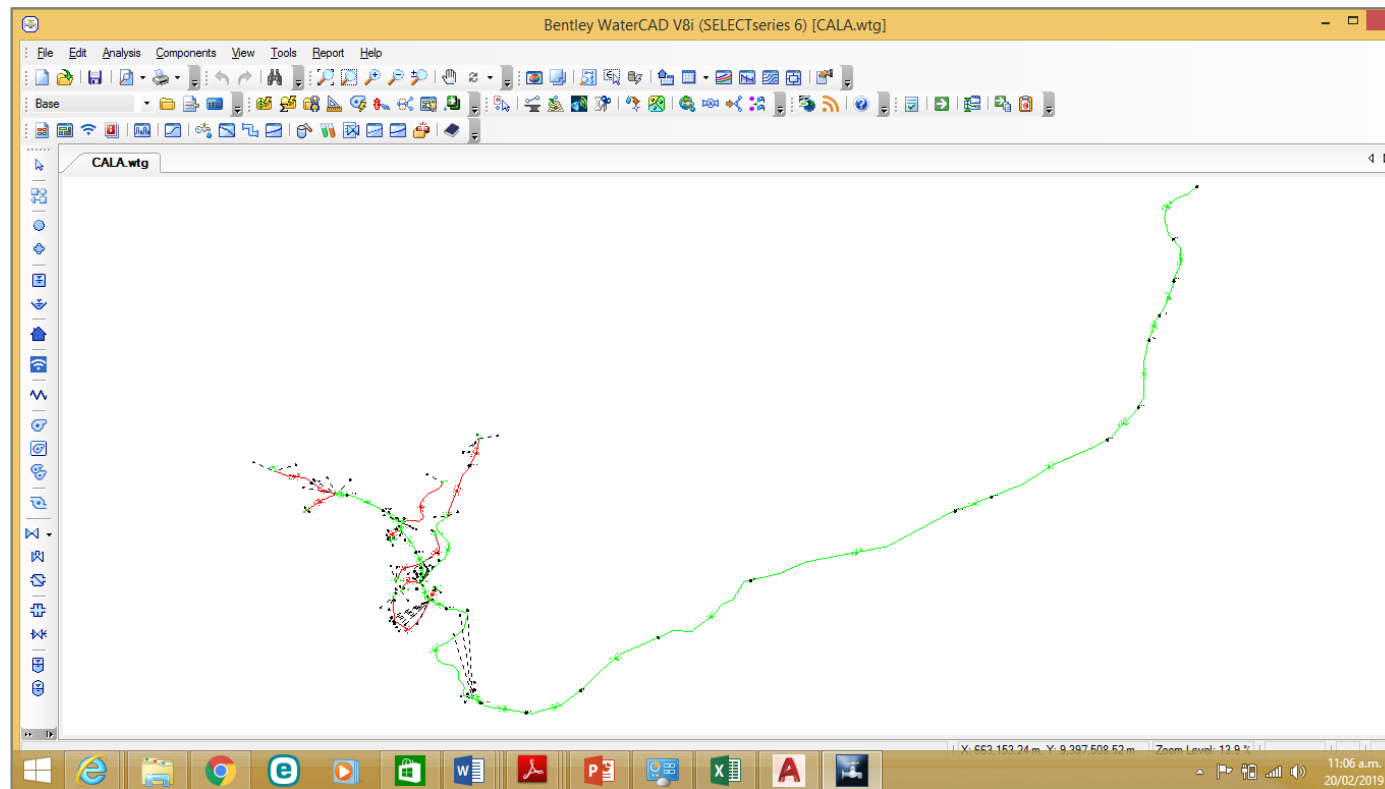 Bentley WaterCAD V8i (SELECTseries 6) [CALA.wtg]
File Edit Analysis Components View Tools Report Help
Base
CALA.wtg
X: 663,153.24 m, Y: 9,397,508.52 m Zoom Level: 13.9 %
11:06 a.m.
20/02/2019